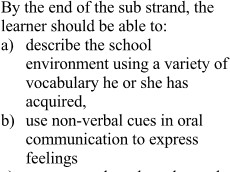 By the end of the sub strand, the
learner should be able to:
a) describe the school
environment using a variety of
vocabulary he or she has
acquired,
b) use non-verbal cues in oral
communication to express
feelings